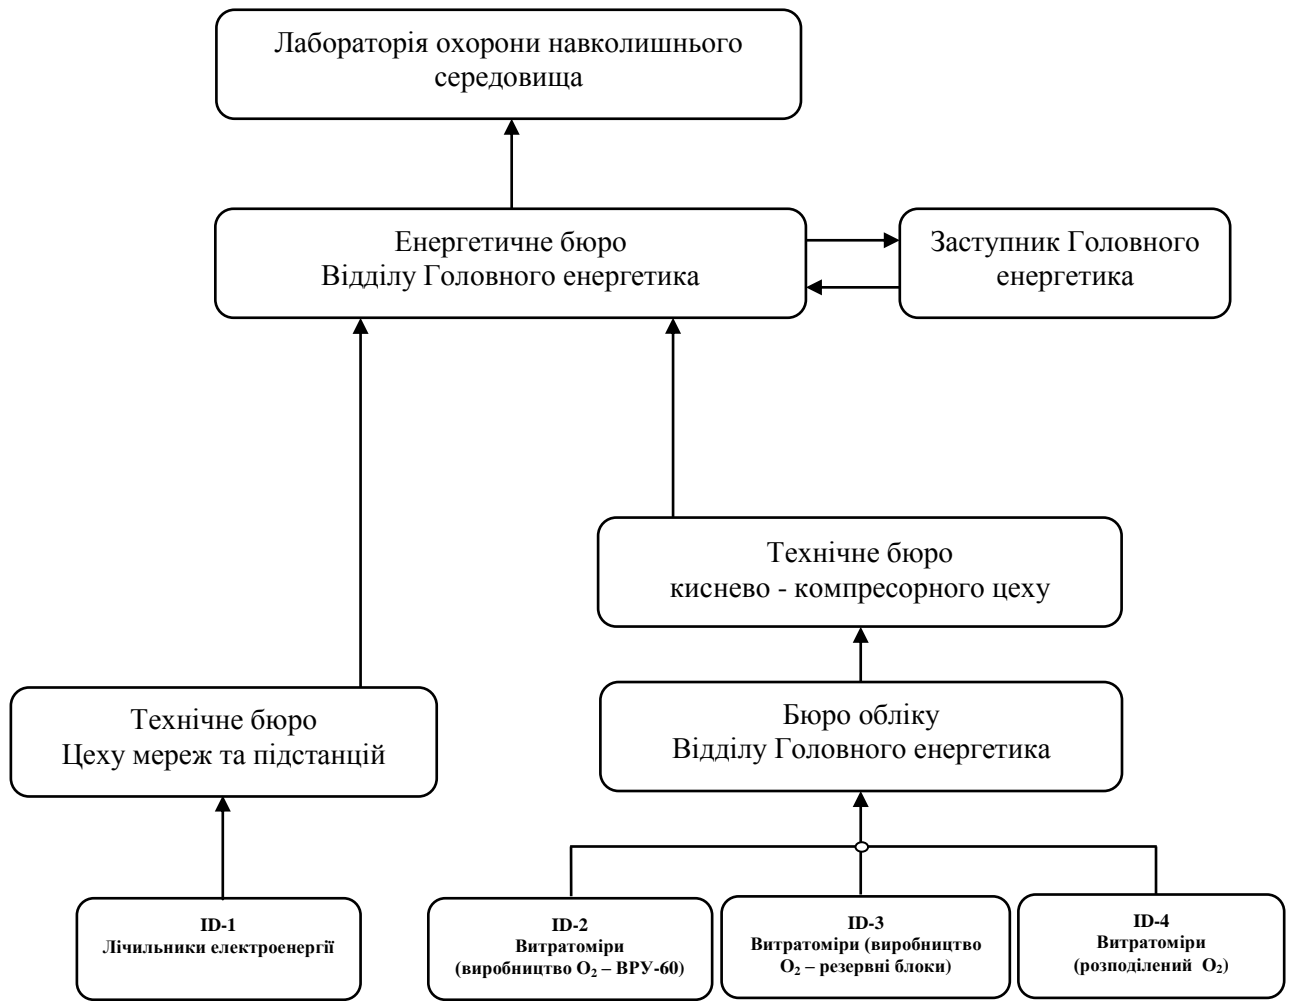 Лабораторія охорони навколишнього
середовища
Енергетичне бюро
Відділу Головного енергетика
Заступник Головного
енергетика
Технічне бюро
киснево - компресорного цеху
Технічне бюро
Цеху мереж та підстанцій
Бюро обліку
Відділу Головного енергетика
ID-1
Лічильники електроенергії
ID-2
Витратоміри
(виробництво O₂ – ВРУ-60)
ID-3
Витратоміри (виробництво
O₂ – резервні блоки)
ID-4
Витратоміри
(розподілений O₂)